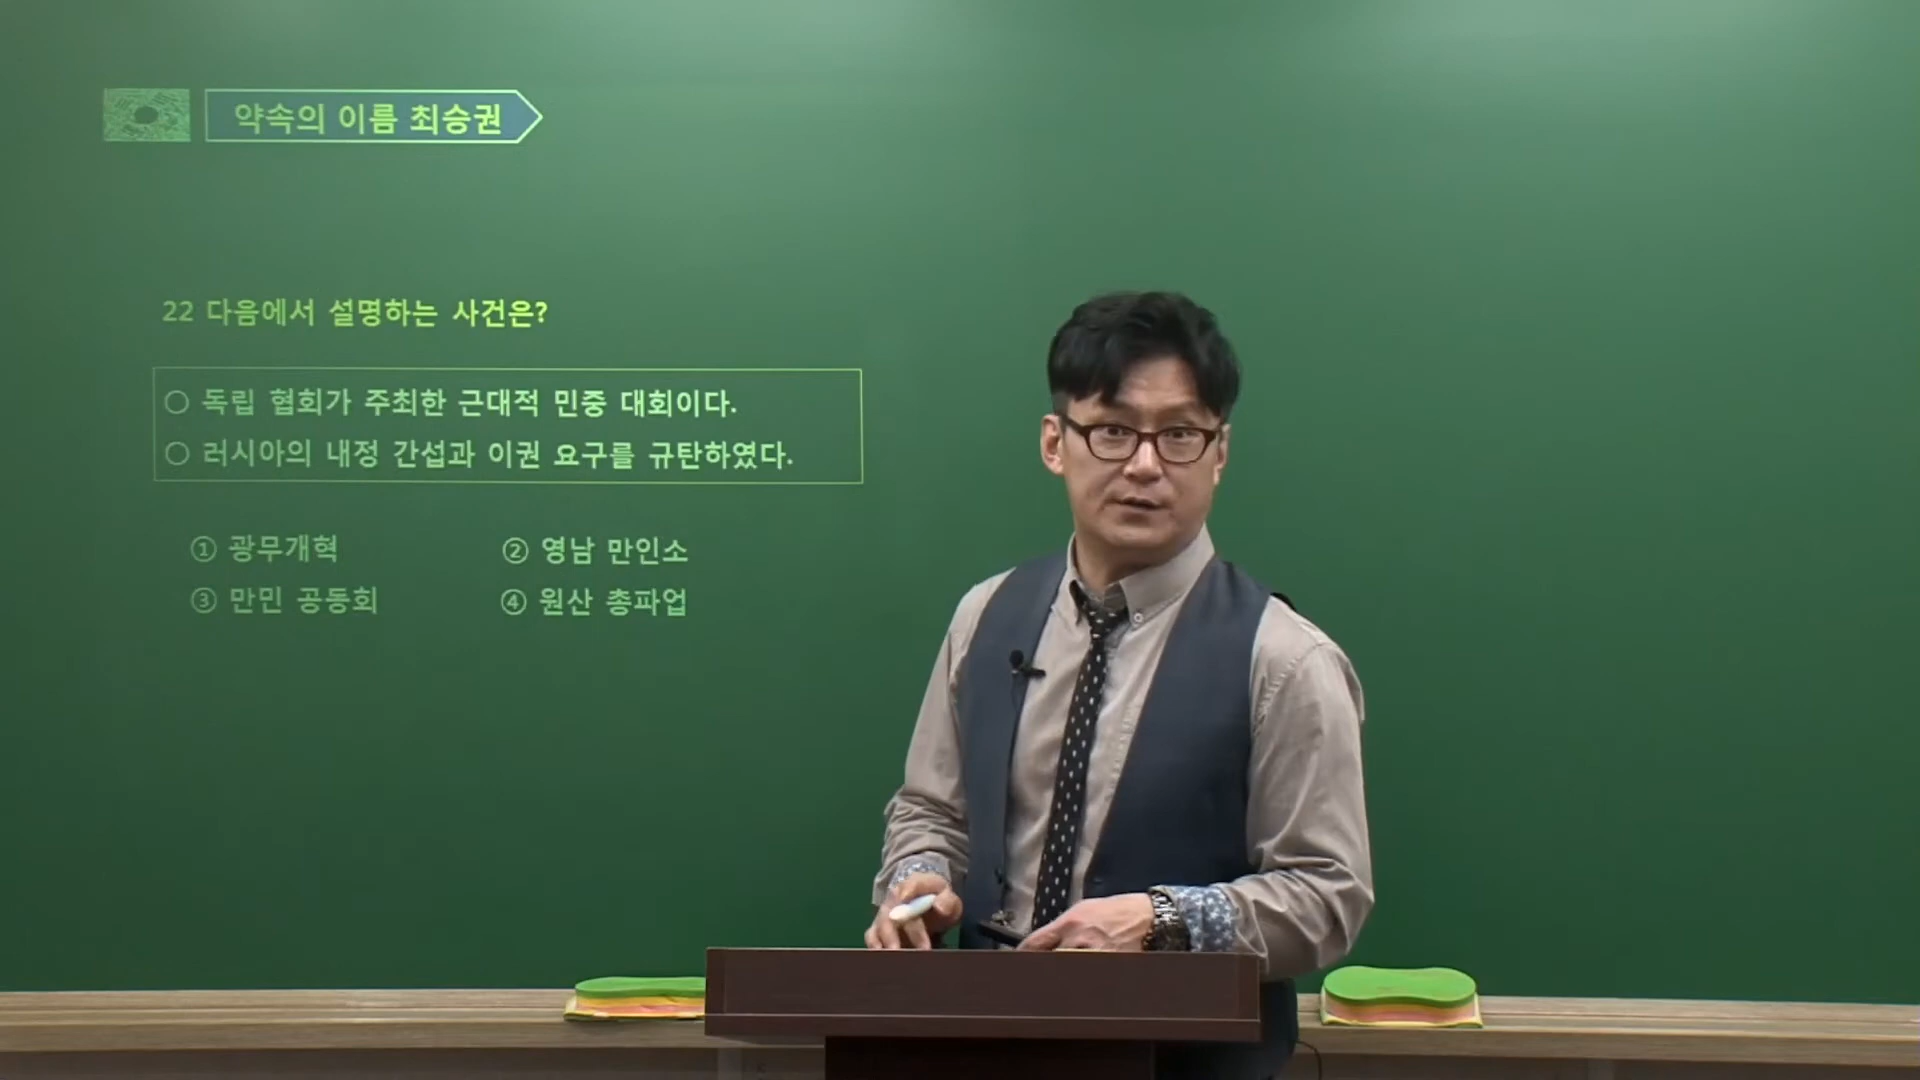 약속의 이름 최승권
22 다음에서 설명하는 사건은?
○ 독립 협회가 주최한 근대적 민중 대회이다.
○ 러시아의 내정 간섭과 이권 요구를 규탄하였다.
① 광무개혁 ② 영남 만인소
③ 만민 공동회 ④ 원산 총파업